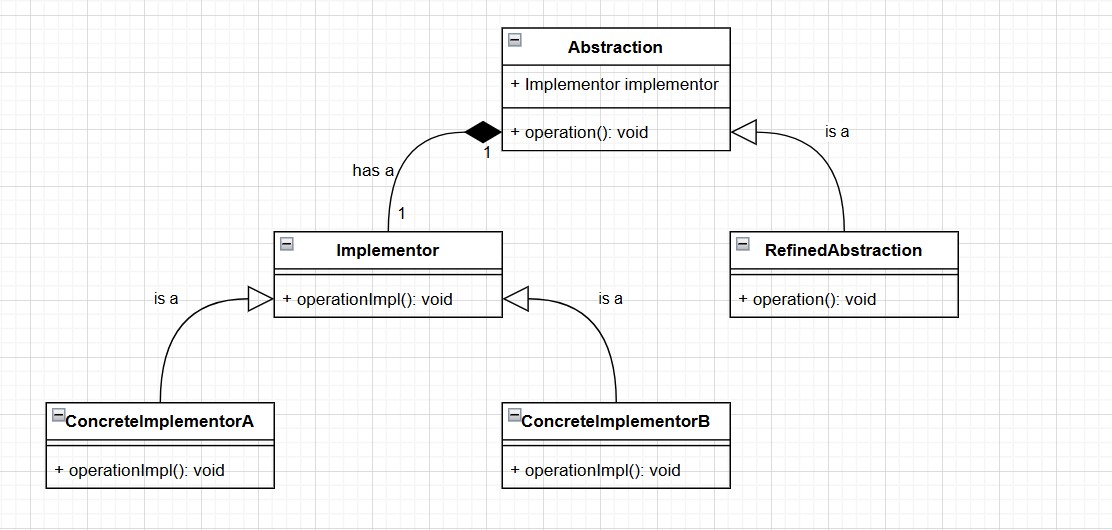 Abstraction
+ Implementor implementor
+ operation(): void
is a
1
has a
1
Implementor
+ operationImpl(): void
RefinedAbstraction
+ operation(): void
is a
is a
ConcreteImplementorA
+ operationImpl(): void
ConcreteImplementorB
+ operationImpl(): void